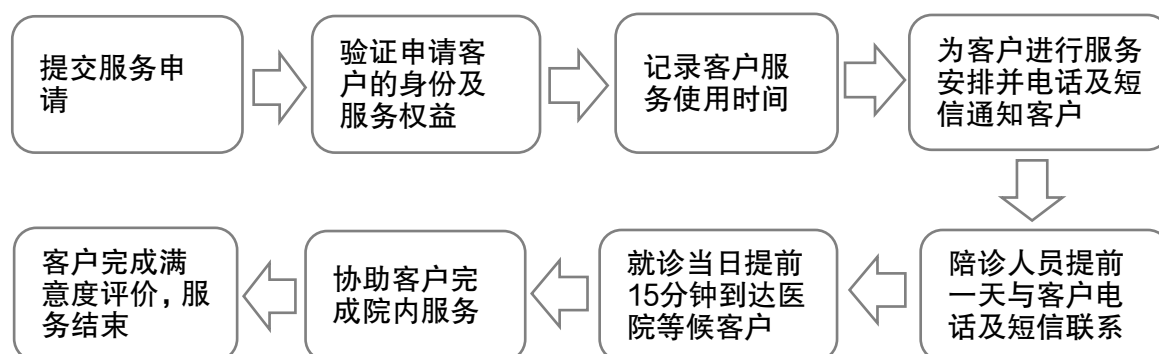 提交服务申
请
验证申请客
户的身份及
服务权益
记录客户服
务使用时间
为客户进行服务
安排并电话及短
信通知客户
陪诊人员提前
一天与客户电
话及短信联系
就诊当日提前
15分钟到达医
院等候客户
协助客户完
成院内服务
客户完成满
意度评价，服
务结束